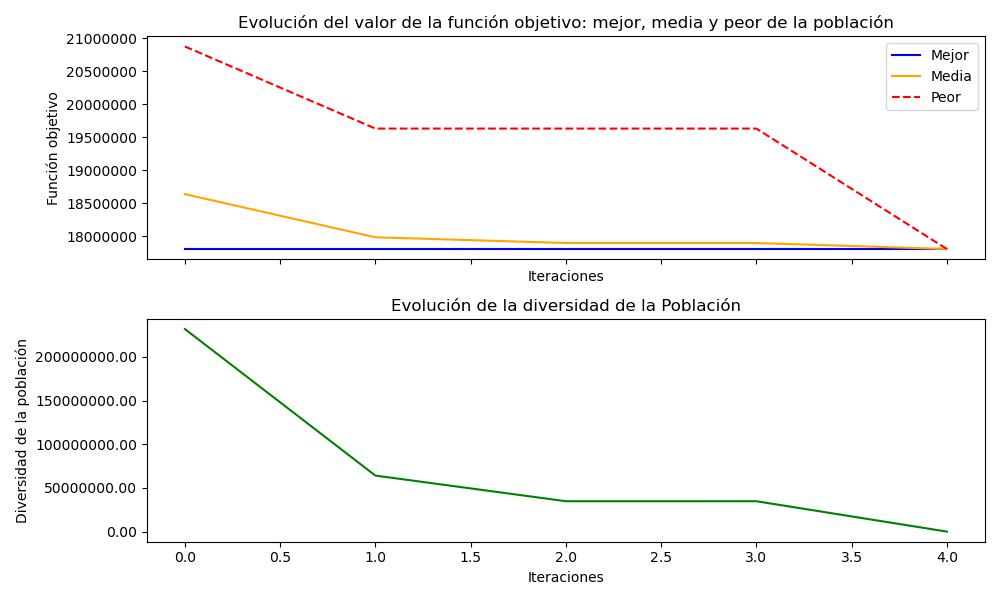 Evolución del valor de la función objetivo: mejor, media y peor de la población
Función objetivo
21000000
20500000
20000000
19500000
19000000
18500000
18000000
Mejor
Media
Peor
Iteraciones
Evolución de la diversidad de la Población
Diversidad de la población
200000000.00
150000000.00
100000000.00
50000000.00
0.00
0.0 0.5 1.0 1.5 2.0 2.5 3.0 3.5 4.0
Iteraciones